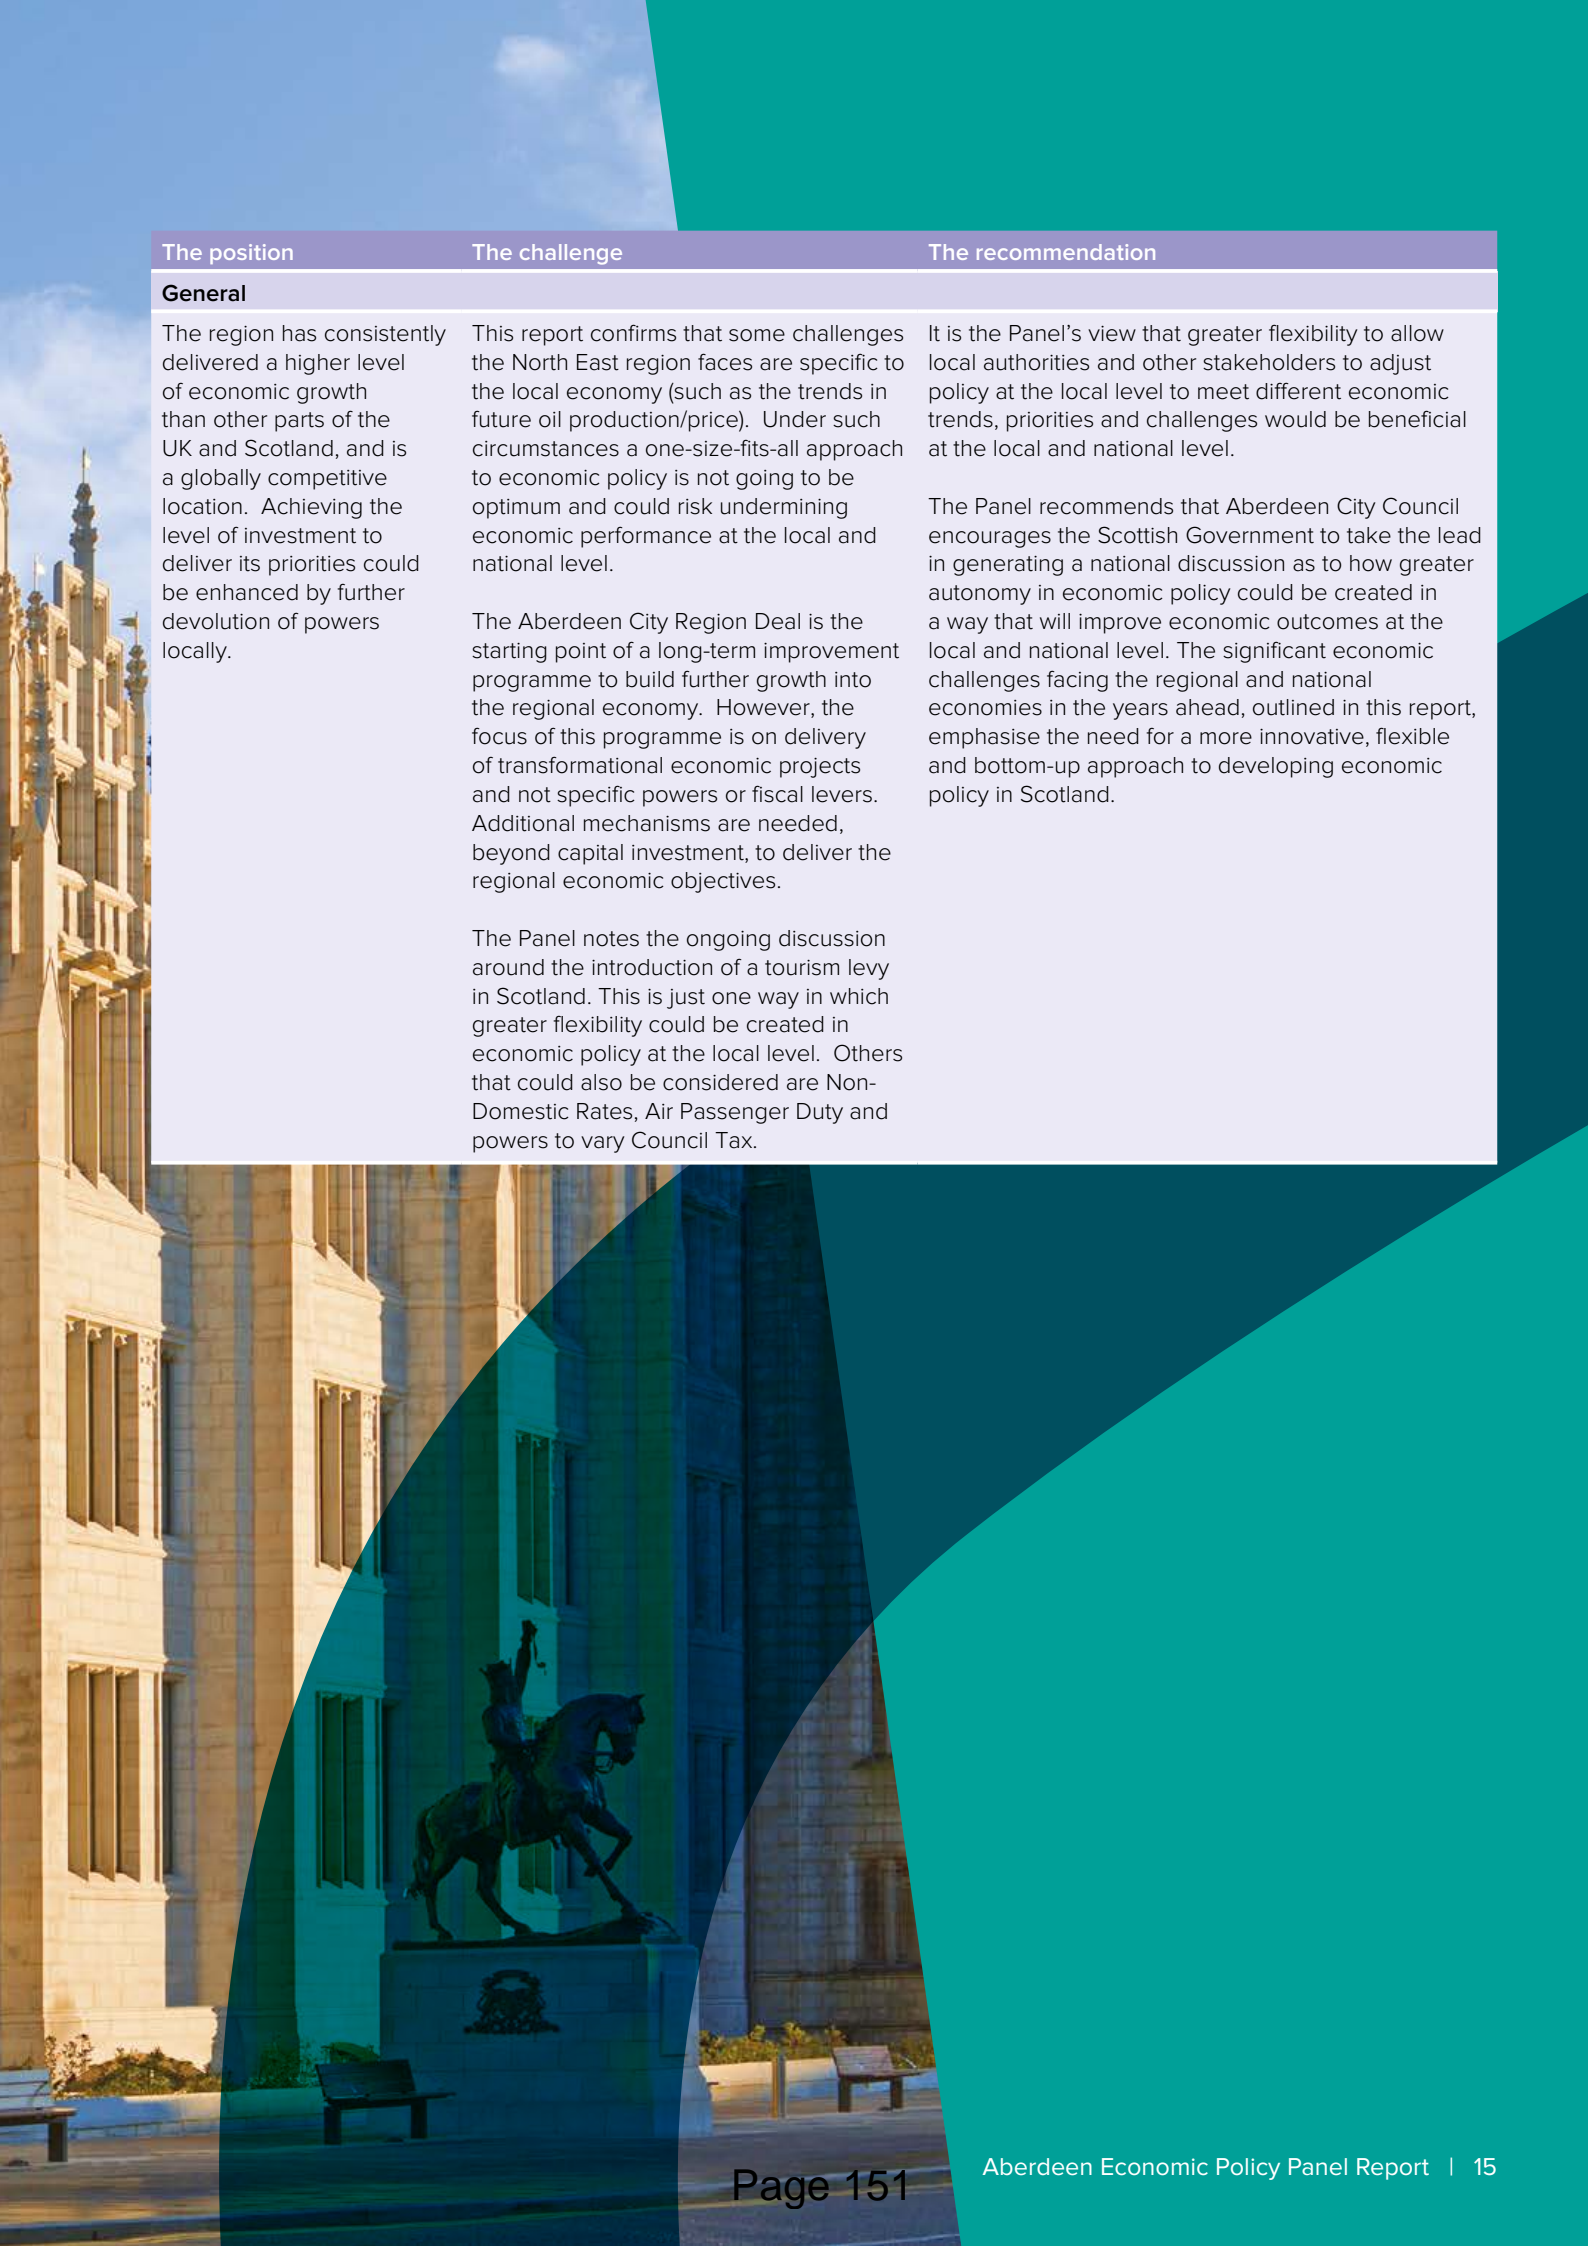 The position
The challenge
The recommendation
General
The region has consistently
delivered a higher level
of economic growth
than other parts of the
UK and Scotland, and is
a globally competitive
location.  Achieving the
level of investment to
deliver its priorities could
be enhanced by further
devolution of powers
locally.
This report confirms that some challenges
the North East region faces are specific to
the local economy (such as the trends in
future oil production/price).  Under such
circumstances a one-size-fits-all approach
to economic policy is not going to be
optimum and could risk undermining
economic performance at the local and
national level.
The Aberdeen City Region Deal is the
starting point of a long-term improvement
programme to build further growth into
the regional economy.  However, the
focus of this programme is on delivery
of transformational economic projects
and not specific powers or fiscal levers.
Additional mechanisms are needed,
beyond capital investment, to deliver the
regional economic objectives.
The Panel notes the ongoing discussion
around the introduction of a tourism levy
in Scotland. This is just one way in which
greater flexibility could be created in
economic policy at the local level.  Others
that could also be considered are Non-
Domestic Rates, Air Passenger Duty and
powers to vary Council Tax.
It is the Panel’s view that greater flexibility to allow
local authorities and other stakeholders to adjust
policy at the local level to meet different economic
trends, priorities and challenges would be beneficial
at the local and national level.
The Panel recommends that Aberdeen City Council
encourages the Scottish Government to take the lead
in generating a national discussion as to how greater
autonomy in economic policy could be created in
a way that will improve economic outcomes at the
local and national level. The significant economic
challenges facing the regional and national
economies in the years ahead, outlined in this report,
emphasise the need for a more innovative, flexible
and bottom-up approach to developing economic
policy in Scotland.
Aberdeen Economic Policy Panel Report | 15
Page 151